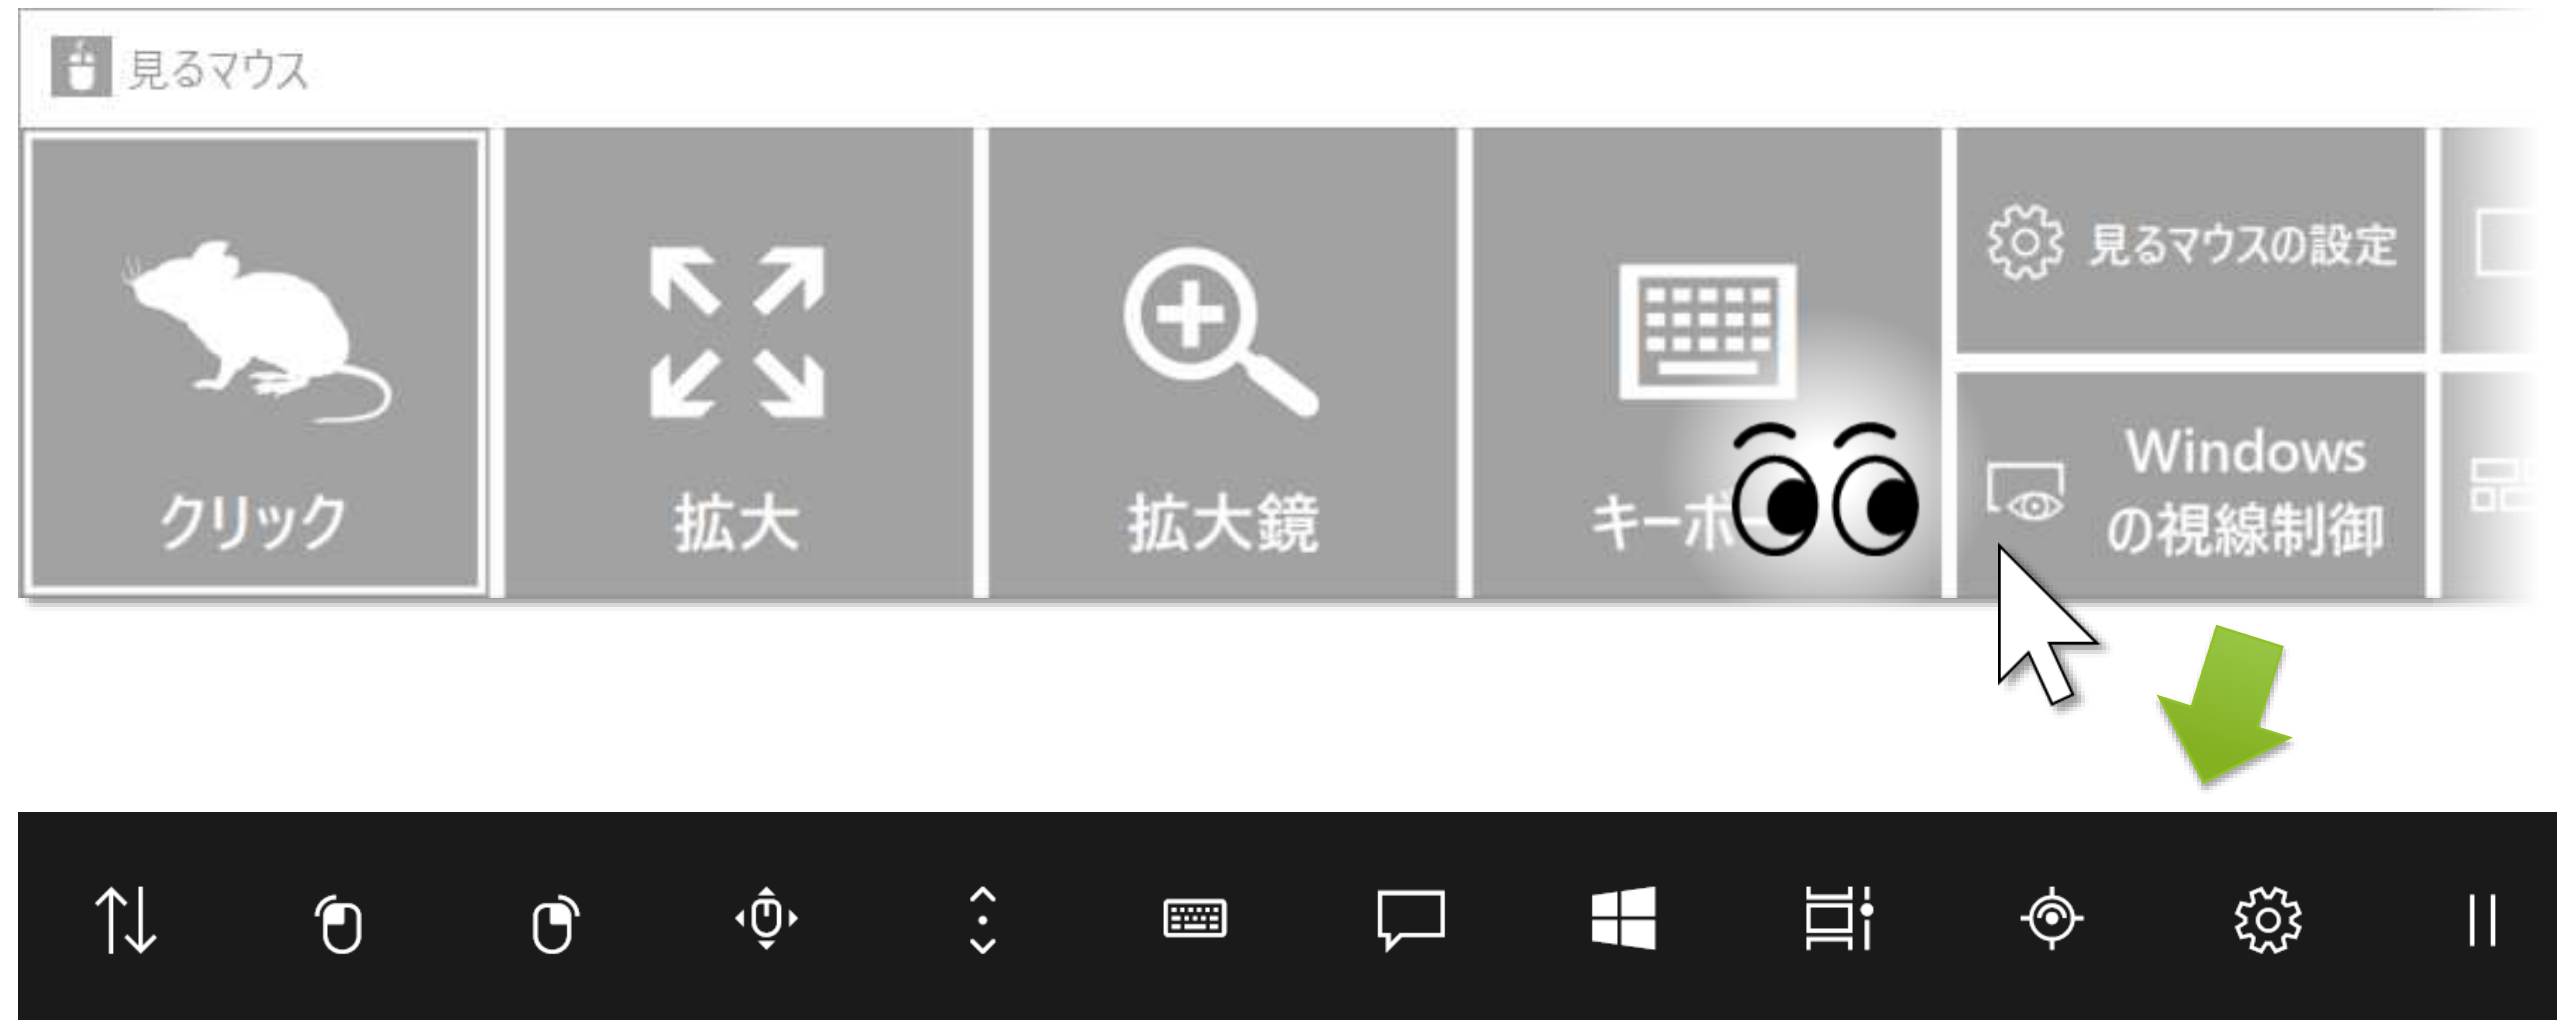 見るマウス
クリック
拡大
拡大鏡
キーボ
見るマウスの設定
Windows
の視線制御